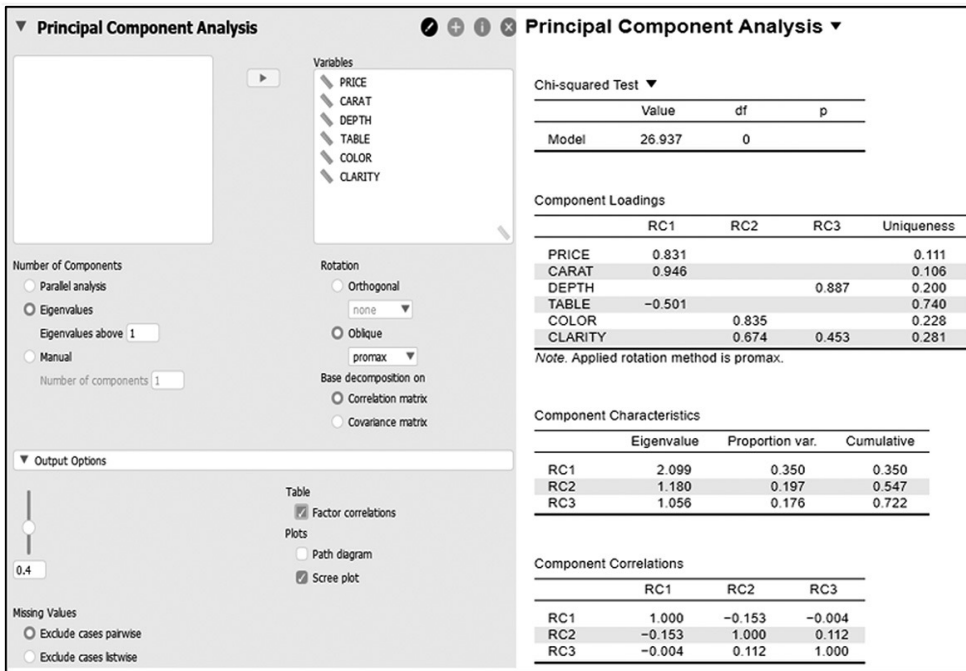 Principal Component Analysis
Variables
PRICE
CARAT
DEPTH
TABLE
COLOR
CLARITY
Number of Components
Parallel analysis
Eigenvalues
Eigenvalues above 1
Manual
Number of components 1
Rotation
Orthogonal
none
Oblique
promax
Base decomposition on
Correlation matrix
Covariance matrix
Output Options
0.4
Table
Factor correlations
Plots
Path diagram
Scree plot
Missing Values
Exclude cases pairwise
Exclude cases listwise
Principal Component Analysis
Chi-squared Test
Value df p
Model 26.937 0
Component Loadings
RC1 RC2 RC3 Uniqueness
PRICE 0.831 0.111
CARAT 0.946 0.106
DEPTH 0.887 0.200
TABLE −0.501 0.740
COLOR 0.835 0.228
CLARITY 0.674 0.453 0.281
Note. Applied rotation method is promax.
Component Characteristics
Eigenvalue Proportion var. Cumulative
RC1 2.099 0.350 0.350
RC2 1.180 0.197 0.547
RC3 1.056 0.176 0.722
Component Correlations
RC1 RC2 RC3
RC1 1.000 −0.153 −0.004
RC2 −0.153 1.000 0.112
RC3 −0.004 0.112 1.000